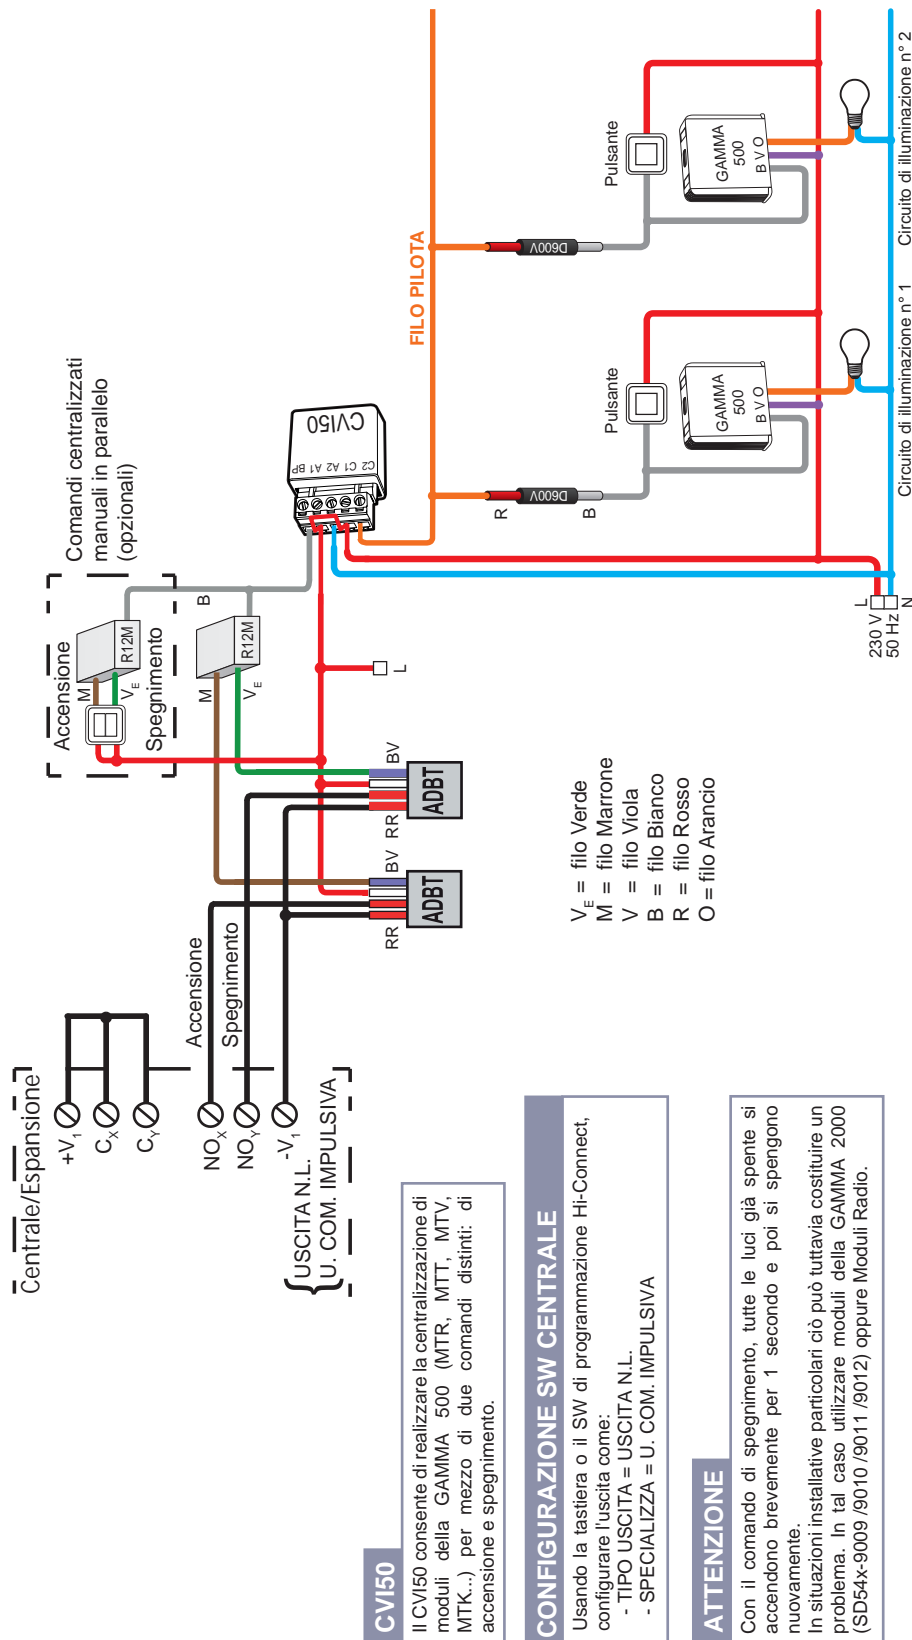 Centrale/Espansione
+V1
CX
CY
NOX
NOY
-V1
USCITA N.L.
U. COM. IMPULSIVA
Accensione
Spegnimento
RR
BV
ADBT
RR
BV
ADBT
Accensione
Spegnimento
M
VE
R12M
Comandi centralizzati
manuali in parallelo
(opzionali)
B
M
VE
R12M
L
CVI50
C2 C1 A2 A1 BP
FILO PILOTA
R
D600V
B
D600V
Pulsante
GAMMA
500
B V O
Pulsante
GAMMA
500
B V O
230 V
50 Hz
L
N
Circuito di illuminazione n° 1
Circuito di illuminazione n° 2
VE = filo Verde
M = filo Marrone
V = filo Viola
B = filo Bianco
R = filo Rosso
O = filo Arancio
CVI50
Il CVI50 consente di realizzare la centralizzazione di
moduli della GAMMA 500 (MTR, MTT, MTV,
MTK...) per mezzo di due comandi distinti: di
accensione e spegnimento.
CONFIGURAZIONE SW CENTRALE
Usando la tastiera o il SW di programmazione Hi-Connect,
configurare l'uscita come:
- TIPO USCITA = USCITA N.L.
- SPECIALIZZA = U. COM. IMPULSIVA
ATTENZIONE
Con il comando di spegnimento, tutte le luci già spente si
accendono brevemente per 1 secondo e poi si spengono
nuovamente.
In situazioni installative particolari ciò può tuttavia costituire un
problema. In tal caso utilizzare moduli della GAMMA 2000
(SD54x-9009 /9010 /9011 /9012) oppure Moduli Radio.